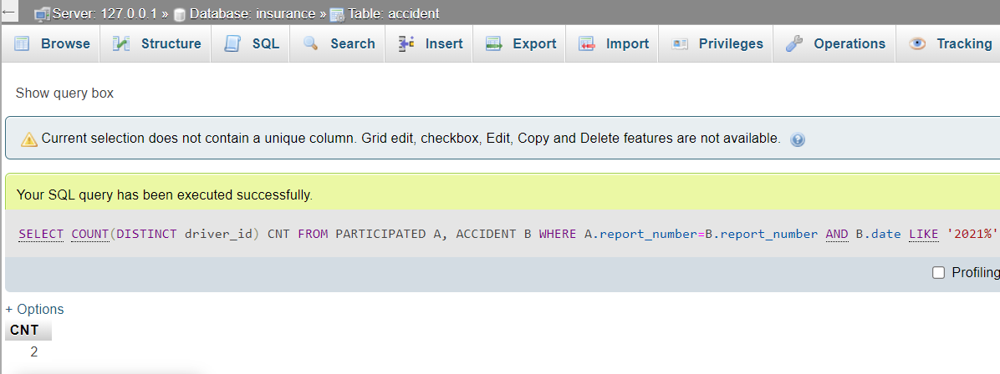 ← Server: 127.0.0.1 » Database: insurance » Table: accident
Browse Structure SQL Search Insert Export Import Privileges Operations Tracking
Show query box
Current selection does not contain a unique column. Grid edit, checkbox, Edit, Copy and Delete features are not available.
Your SQL query has been executed successfully.
SELECT COUNT(DISTINCT driver_id) CNT FROM PARTICIPATED A, ACCIDENT B WHERE A.report_number=B.report_number AND B.date LIKE '2021%'
Profiling
+ Options
CNT
2